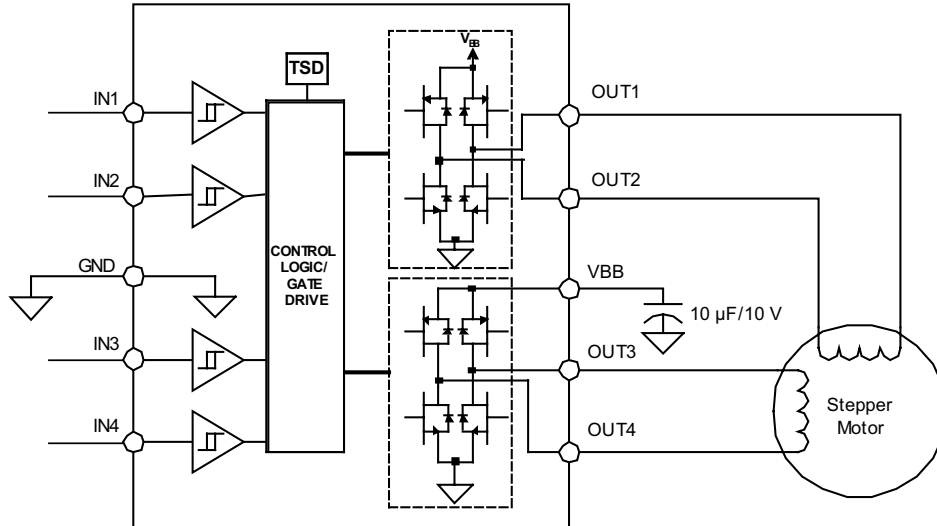 V_BB
TSD
IN1
OUT1
IN2
OUT2
CONTROL
LOGIC/
GATE
DRIVE
GND
VBB
10 µF/10 V
IN3
OUT3
Stepper
Motor
IN4
OUT4